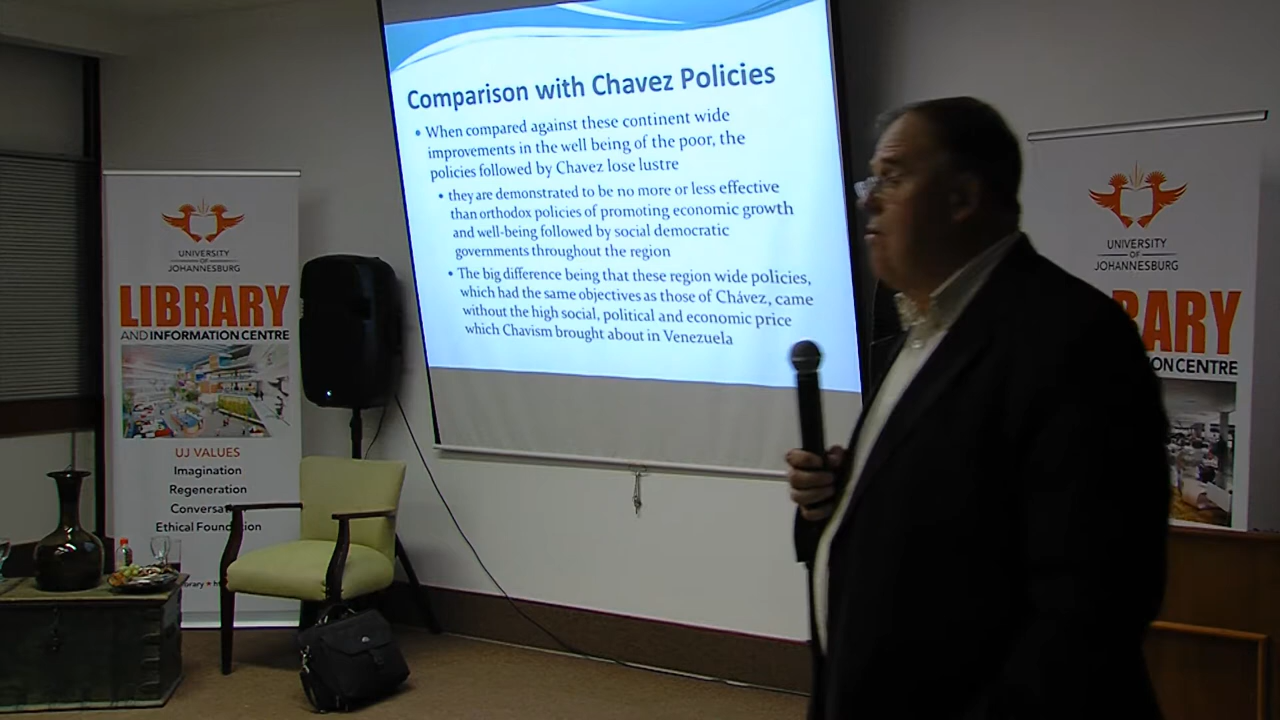 Comparison with Chavez Policies
• When compared against these continent wide
improvements in the well being of the poor, the
policies followed by Chavez lose lustre
• they are demonstrated to be no more or less effective
than orthodox policies of promoting economic growth
and well-being followed by social democratic
governments throughout the region
• The big difference being that these region wide policies,
which had the same objectives as those of Chávez, came
without the high social, political and economic price
which Chavism brought about in Venezuela
UNIVERSITY
OF
JOHANNESBURG
LIBRARY
AND INFORMATION CENTRE
UJ VALUES
Imagination
Regeneration
Conversa
Ethical Foundation
UNIVERSITY
OF
JOHANNESBURG
RARY
ON CENTRE